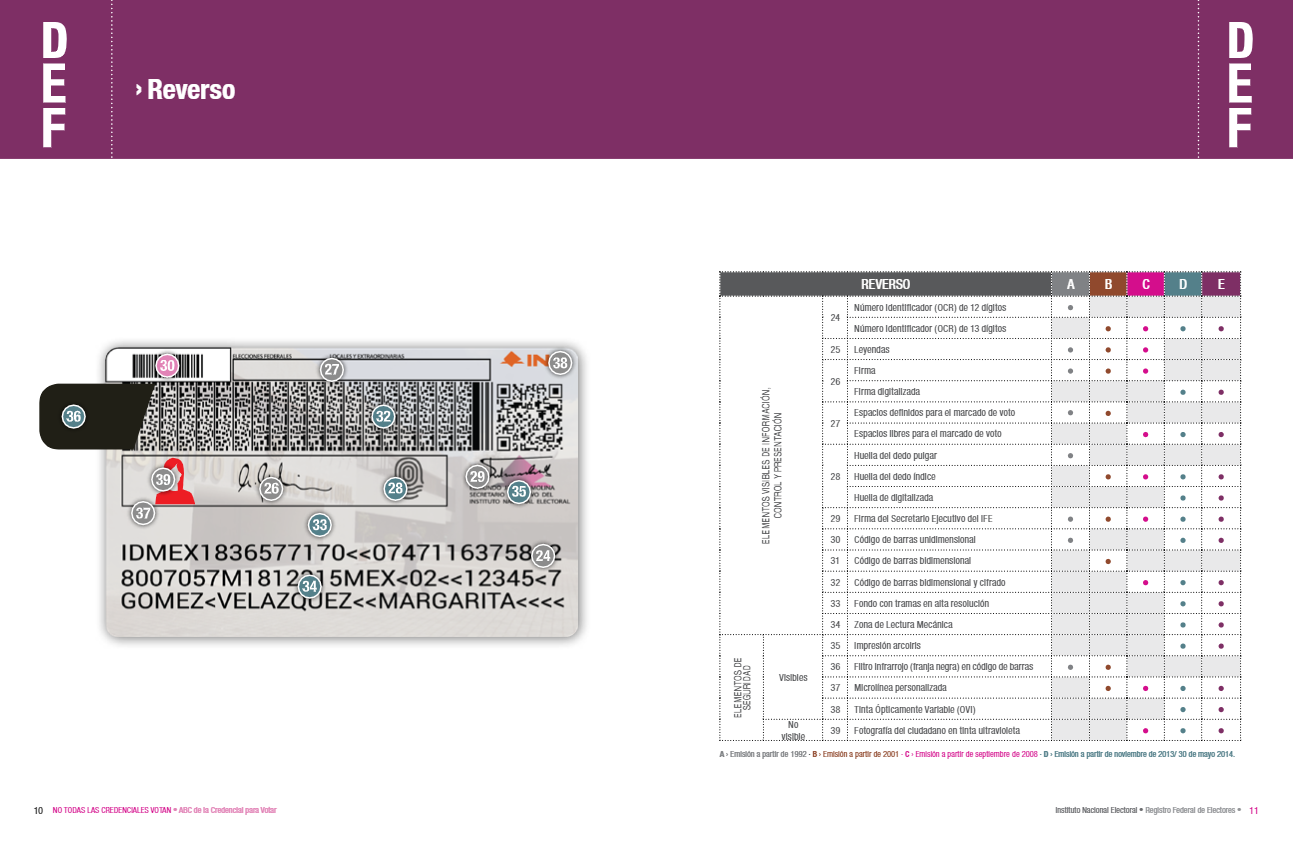 D
E
F
› Reverso
D
E
F
30
ELECCIONES FEDERALES
LOCALES Y EXTRAORDINARIAS
27
IN
38
36
32
39
26
28
29
35
MOLINA
SECRETARIO
VO DEL
INSTITUTO
ELECTORAL
37
33
IDMEX1836577170<<07471163758
2
24
8007057M1812
15MEX<02<<12345<7
34
GOMEZ<VELAZQUEZ<<MARGARITA<<<<
REVERSO A B C D E
ELEMENTOS VISIBLES DE INFORMACIÓN,
CONTROL Y PRESENTACIÓN
24 Número Identificador (OCR) de 12 dígitos
Número Identificador (OCR) de 13 dígitos
25 Leyendas
26 Firma
Firma digitalizada
27 Espacios definidos para el marcado de voto
Espacios libres para el marcado de voto
28 Huella del dedo pulgar
Huella del dedo índice
Huella de digitalizada
29 Firma del Secretario Ejecutivo del IFE
30 Código de barras unidimensional
31 Código de barras bidimensional
32 Código de barras bidimensional y cifrado
33 Fondo con tramas en alta resolución
34 Zona de Lectura Mecánica
ELEMENTOS DE
SEGURIDAD
Visibles
35 Impresión arcoíris
36 Filtro infrarrojo (franja negra) en código de barras
37 Microlínea personalizada
38 Tinta Ópticamente Variable (OVI)
No
visible
39 Fotografía del ciudadano en tinta ultravioleta
A › Emisión a partir de 1992 - B › Emisión a partir de 2001 - C › Emisión a partir de septiembre de 2008 - D › Emisión a partir de noviembre de 2013/ 30 de mayo 2014.
10 NO TODAS LAS CREDENCIALES VOTAN • ABC de la Credencial para Votar
Instituto Nacional Electoral • Registro Federal de Electores • 11